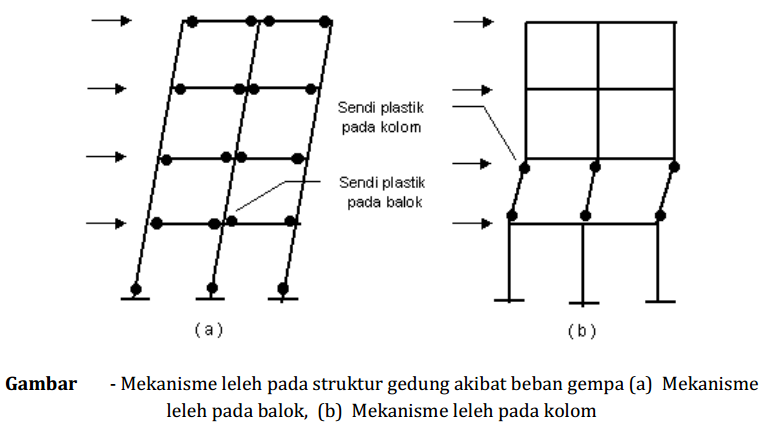 Sendi plastik
pada kolom
Sendi plastik
pada balok
(a)
(b)
Gambar - Mekanisme leleh pada struktur gedung akibat beban gempa (a) Mekanisme
leleh pada balok, (b) Mekanisme leleh pada kolom